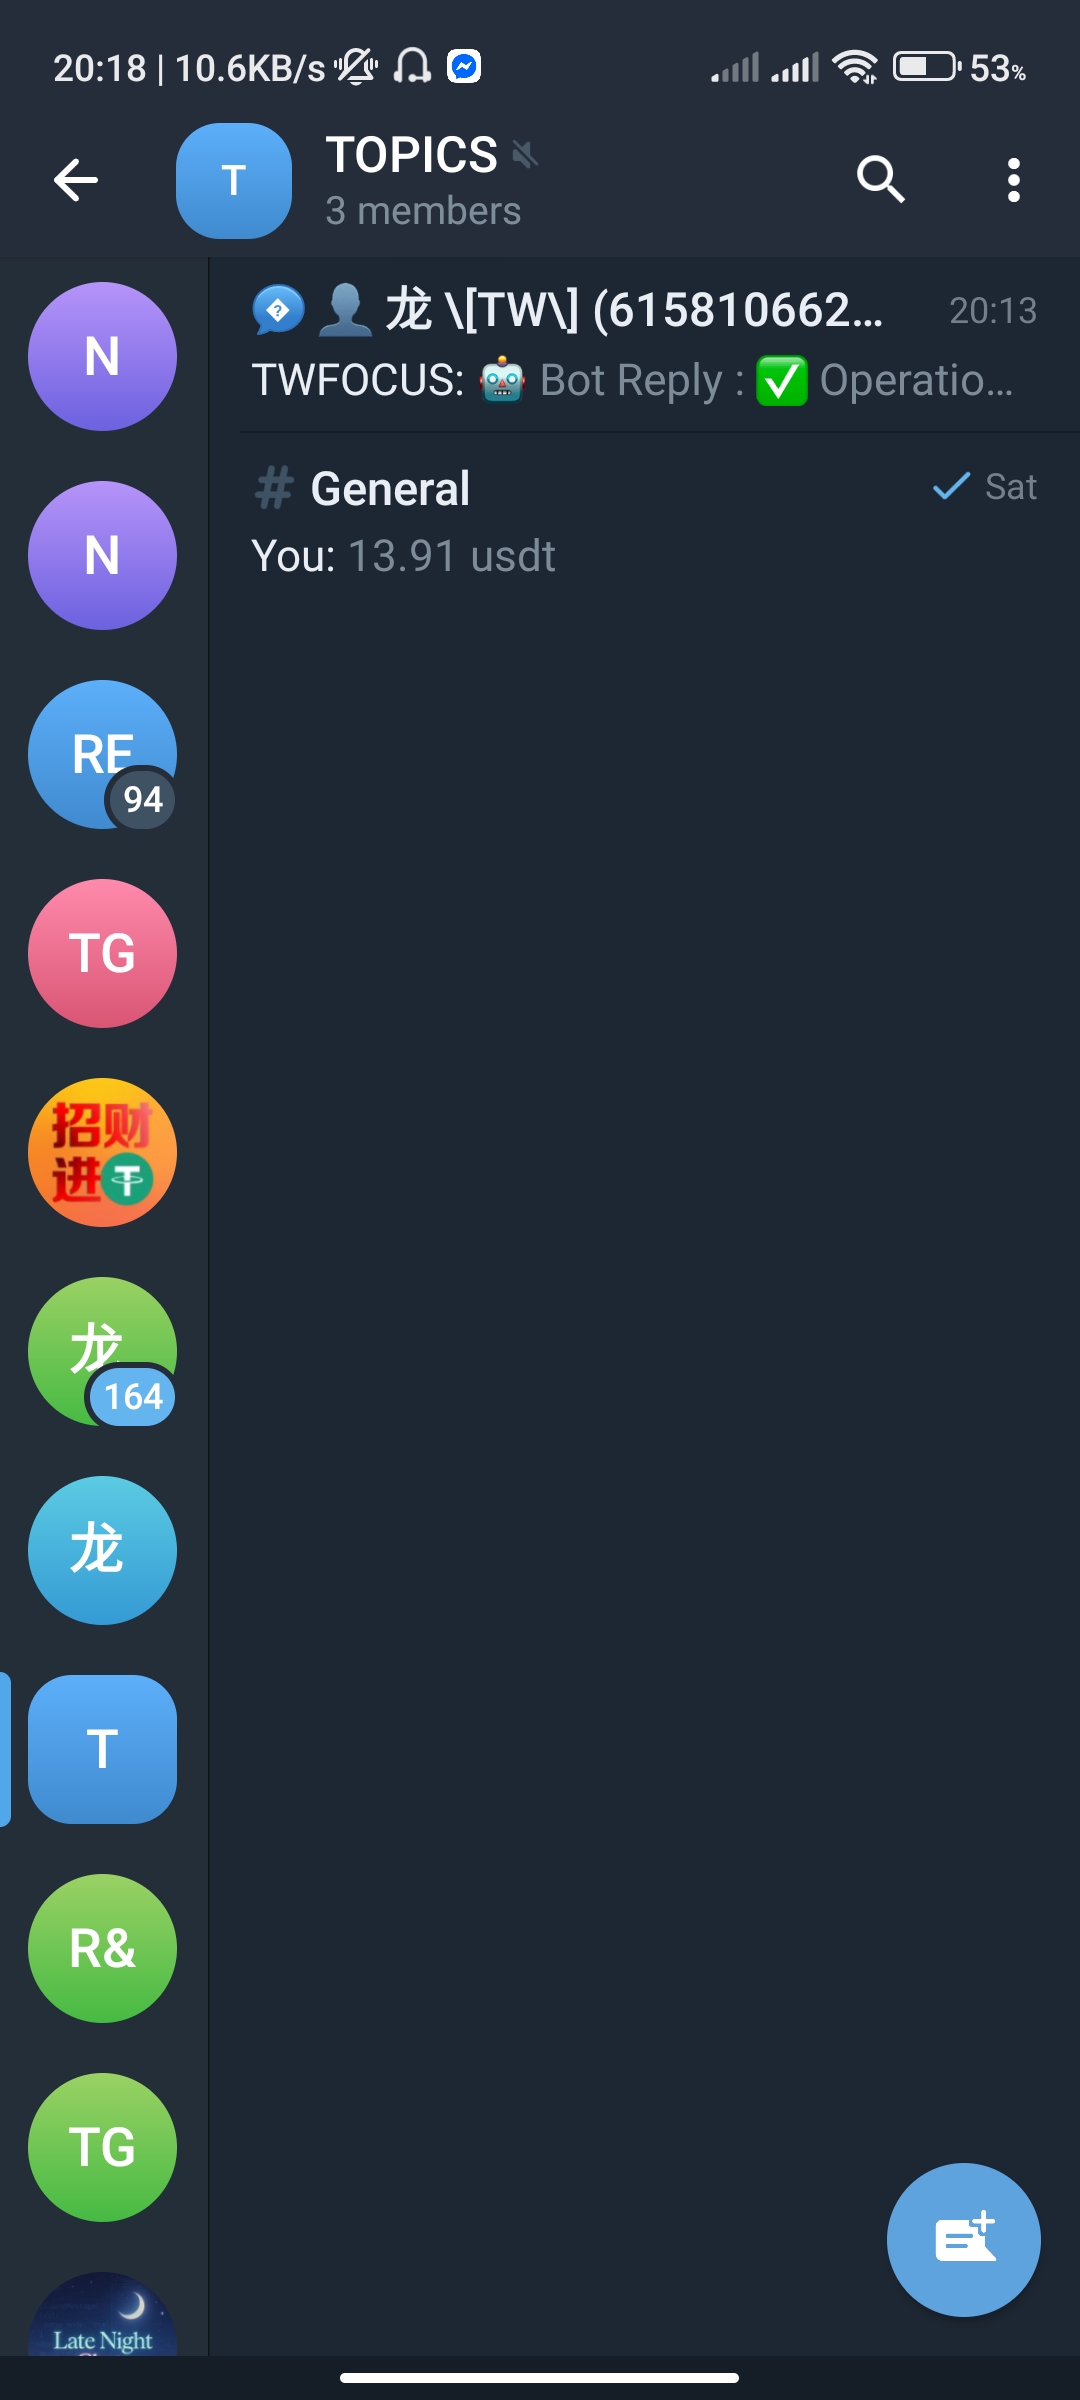 20:18 | 10.6KB/s
53%
T
TOPICS
3 members
N
N
RE
94
TG
招财
进
龙
164
龙
T
R&
TG
Late Night
👤 龙 \[TW\] (615810662...
20:13
TWFOCUS: 🤖 Bot Reply : ✅ Operatio...
# General
Sat
You: 13.91 usdt